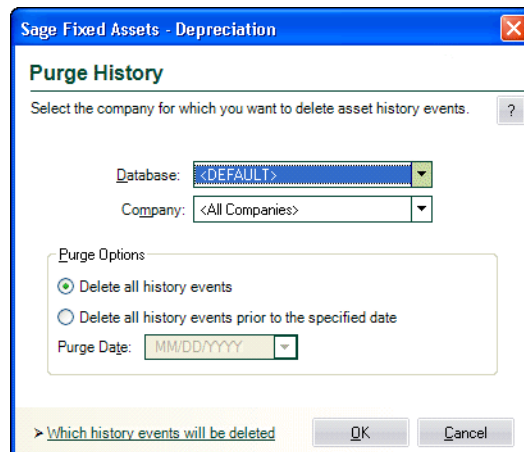 Sage Fixed Assets - Depreciation
Purge History
Select the company for which you want to delete asset history events.
?
Database: <DEFAULT>
Company: <All Companies>
Purge Options
Delete all history events
Delete all history events prior to the specified date
Purge Date: MM/DD/YYYY
➤ Which history events will be deleted
OK
Cancel